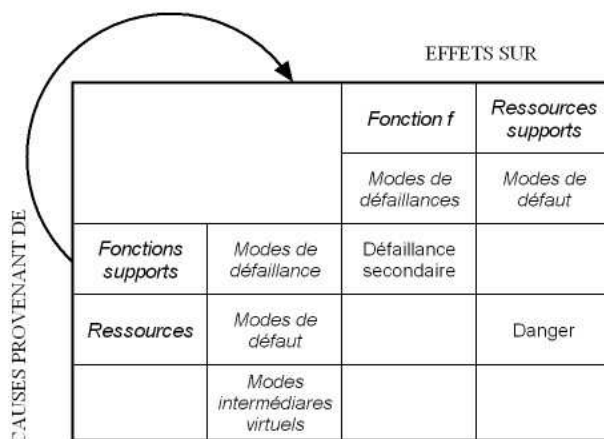 EFFETS SUR
Fonction f
Ressources
supports
Modes de
défaillances
Modes de
défaut
CAUSES PROVENANT DE
Fonctions
supports
Modes de
défaillance
Défaillance
secondaire
Ressources
Modes de
défaut
Danger
Modes
intermédiares
virtuels